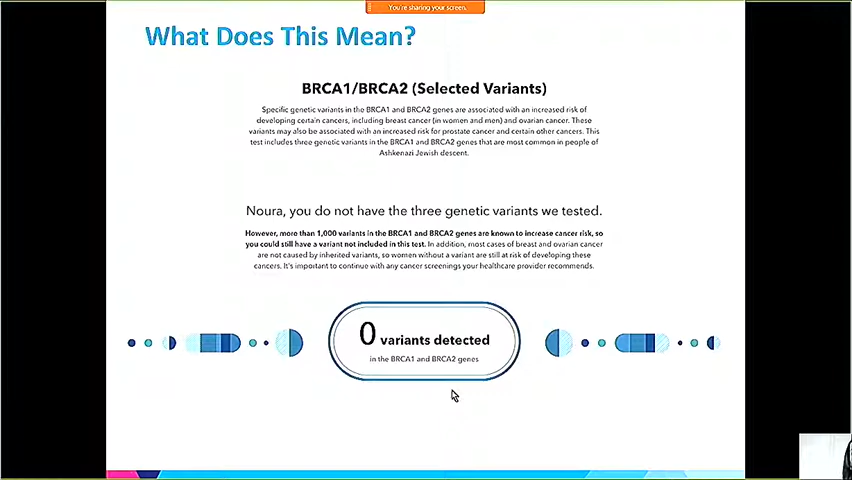 You're sharing your screen.
What Does This Mean?
BRCA1/BRCA2 (Selected Variants)
Specific genetic variants in the BRCA1 and BRCA2 genes are associated with an increased risk of
developing certain cancers, including breast cancer (in women and men) and ovarian cancer. These
variants may also be associated with an increased risk for prostate cancer and certain other cancers. This
test includes three genetic variants in the BRCA1 and BRCA2 genes that are most common in people of
Ashkenazi Jewish descent.
Noura, you do not have the three genetic variants we tested.
However, more than 1,000 variants in the BRCA1 and BRCA2 genes are known to increase cancer risk, so
you could still have a variant not included in this test. In addition, most cases of breast and ovarian cancer
are not caused by inherited variants, so women without a variant are still at risk of developing these
cancers. It's important to continue with any cancer screenings your healthcare provider recommends.
0 variants detected
in the BRCA1 and BRCA2 genes